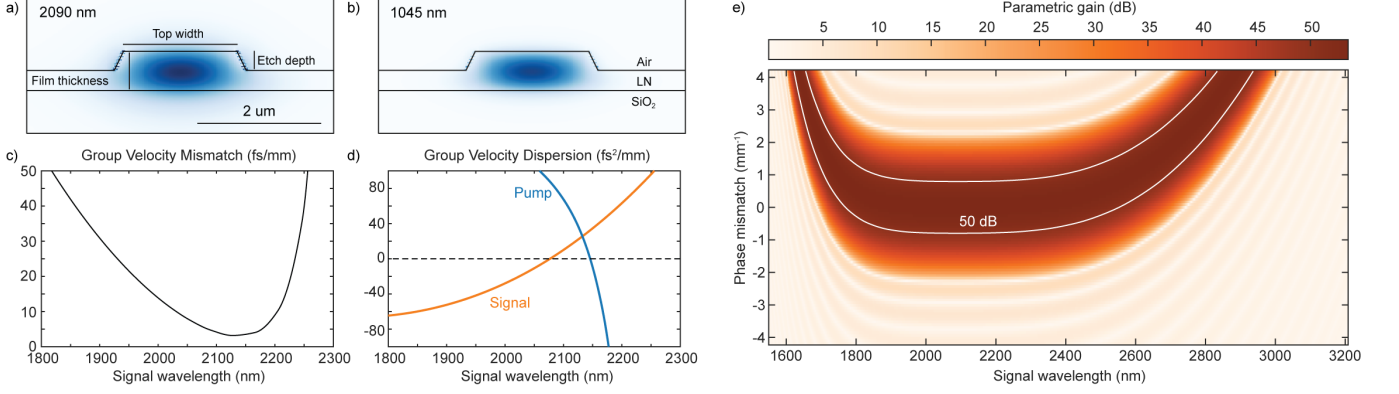 a)
2090 nm
Top width
Etch depth
Film thickness
2 um
b)
1045 nm
Air
LN
SiO₂
c)
Group Velocity Mismatch (fs/mm)
50
40
30
20
10
0
1800
1900
2000
2100
2200
2300
Signal wavelength (nm)
d)
Group Velocity Dispersion (fs²/mm)
80
40
0
-40
-80
Pump
Signal
1800
1900
2000
2100
2200
2300
Signal wavelength (nm)
e)
Parametric gain (dB)
5
10
15
20
25
30
35
40
45
50
Phase mismatch (mm⁻¹)
4
3
2
1
0
-1
-2
-3
-4
50 dB
1600
1800
2000
2200
2400
2600
2800
3000
3200
Signal wavelength (nm)